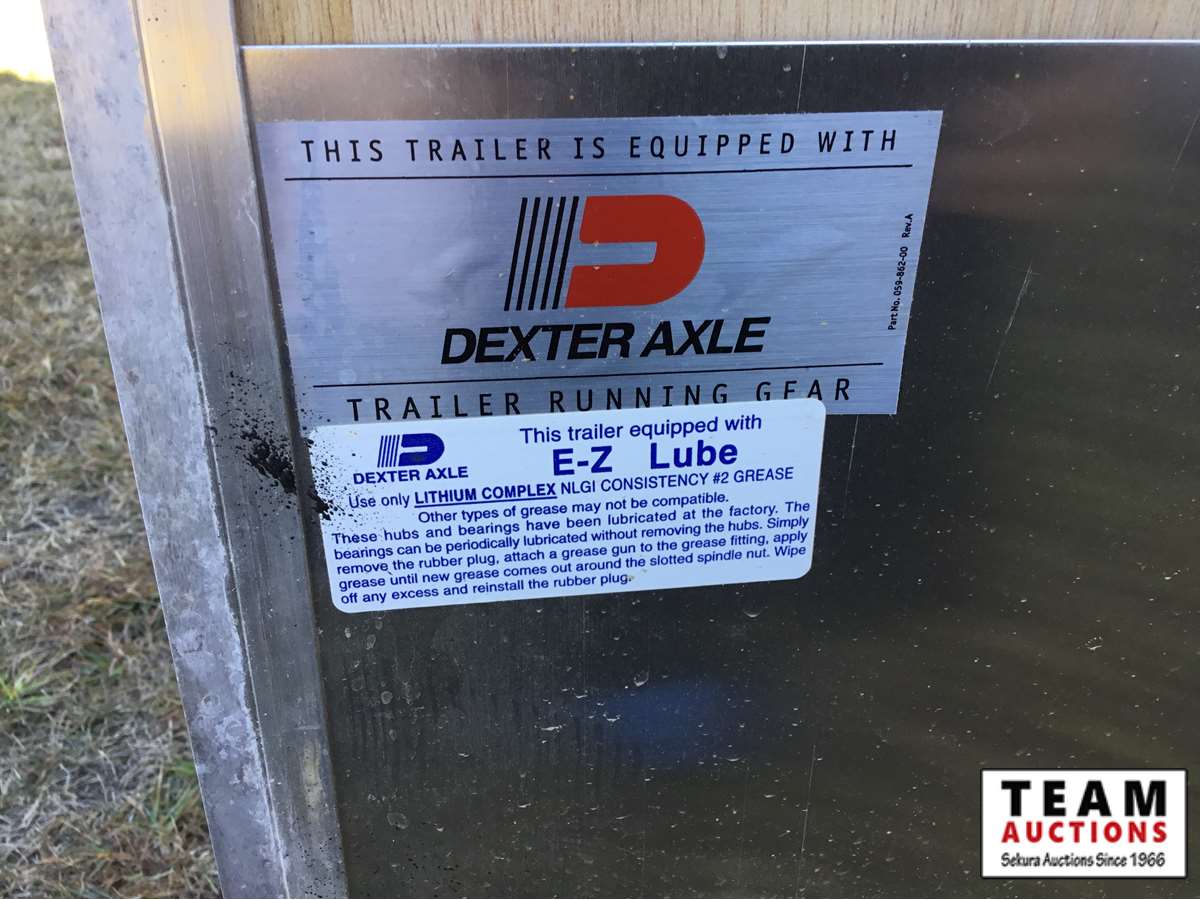 THIS TRAILER IS EQUIPPED WITH
DEXTER AXLE
TRAILER RUNNING GEAR
Part No. 059-862-00 Rev.A
DEXTER AXLE
This trailer equipped with
E-Z Lube
Use only LITHIUM COMPLEX NLGI CONSISTENCY #2 GREASE
Other types of grease may not be compatible.
These hubs and bearings have been lubricated at the factory. The
bearings can be periodically lubricated without removing the hubs. Simply
remove the rubber plug, attach a grease gun to the grease fitting, apply
grease until new grease comes out around the slotted spindle nut. Wipe
off any excess and reinstall the rubber plug.
TEAM
AUCTIONS
Sekura Auctions Since 1966